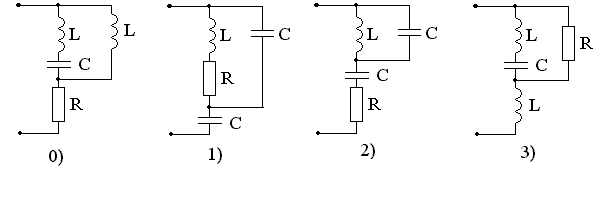 L L C R
L C R C
L C C R
L R C L
0) 1) 2) 3)